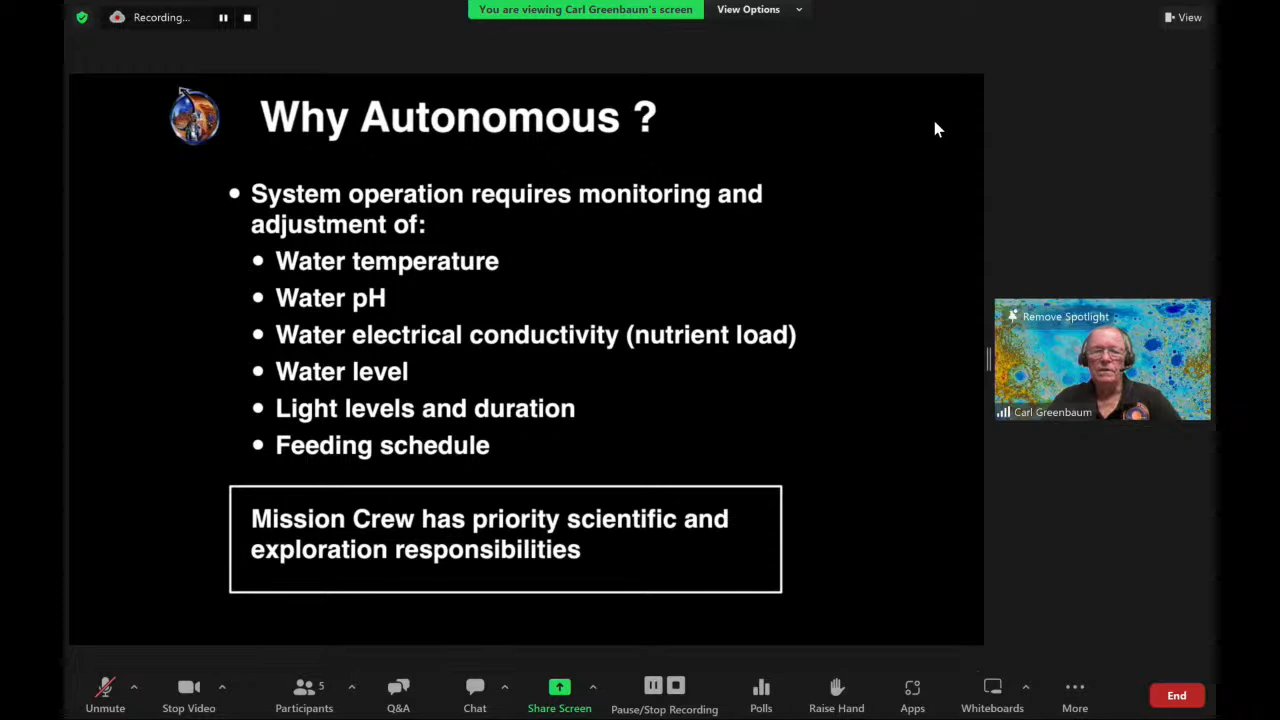 Recording...
You are viewing Carl Greenbaum's screen
View Options
View
Why Autonomous ?
• System operation requires monitoring and
adjustment of:
• Water temperature
• Water pH
• Water electrical conductivity (nutrient load)
• Water level
• Light levels and duration
• Feeding schedule
Mission Crew has priority scientific and
exploration responsibilities
Remove Spotlight
Carl Greenbaum
Unmute
Stop Video
5
Participants
Q&A
Chat
Share Screen
Pause/Stop Recording
Polls
Raise Hand
Apps
Whiteboards
More
End